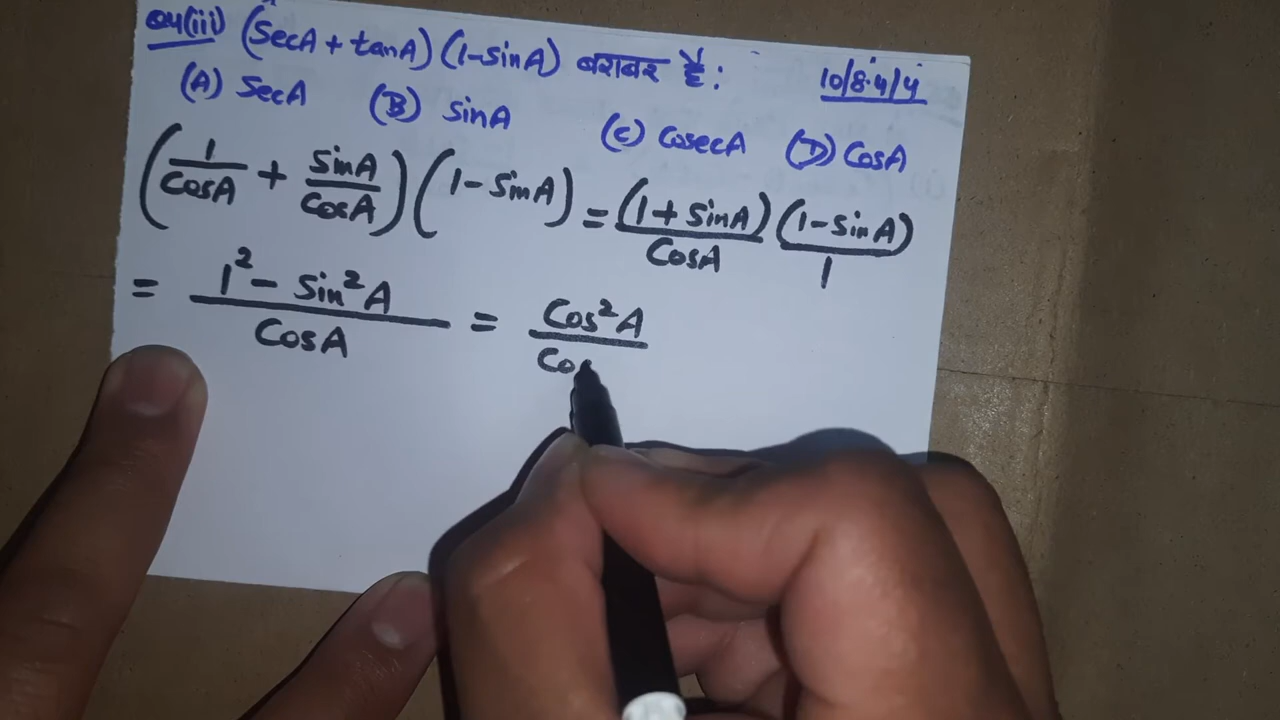 Q4(iii) (SecA + tanA) (1-sinA) बराबर है: 10/8.4/4
(A) SecA (B) sinA (C) CosecA (D) CosA
(1/CosA + SinA/CosA) (1 - SinA) = (1 + SinA)/CosA (1 - SinA)/1
= 1² - Sin²A/CosA = Cos²A/Cos